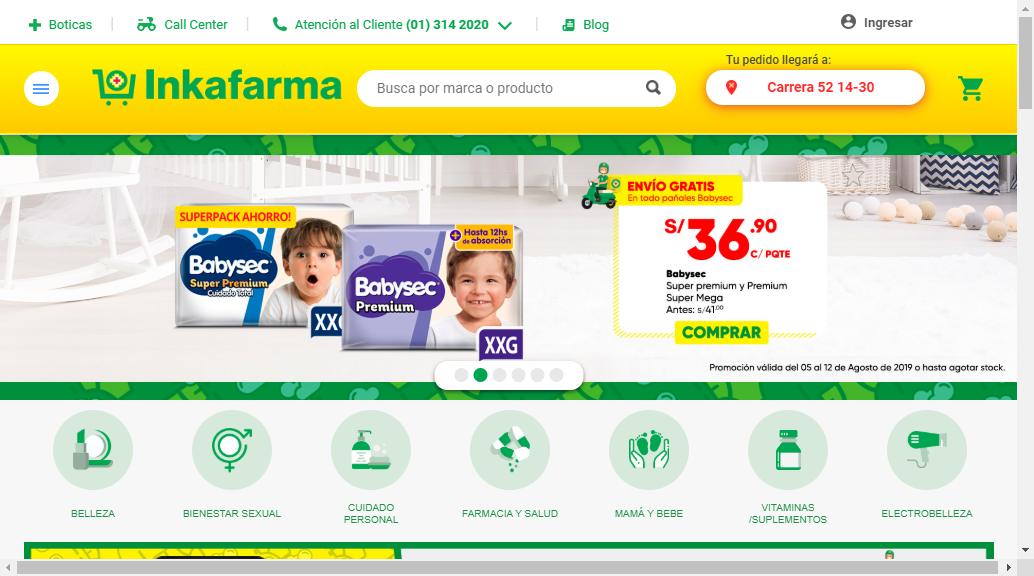 Boticas
Call Center
Atención al Cliente (01) 314 2020
Blog
Ingresar
Inkafarma
Busca por marca o producto
Tu pedido llegará a:
Carrera 52 14-30
SUPERPACK AHORRO!
Babysec
Super Premium
Cuidado Total
XXG
+ Hasta 12hs
de absorción
Babysec
Premium
XXG
ENVÍO GRATIS
En todo pañales Babysec
S/ 36.90
C/ PQTE
Babysec
Super premium y Premium
Super Mega
Antes: s/41.00
COMPRAR
Promoción válida del 05 al 12 de Agosto de 2019 o hasta agotar stock.
BELLEZA
BIENESTAR SEXUAL
CUIDADO
PERSONAL
FARMACIA Y SALUD
MAMÁ Y BEBE
VITAMINAS
/SUPLEMENTOS
ELECTROBELLEZA